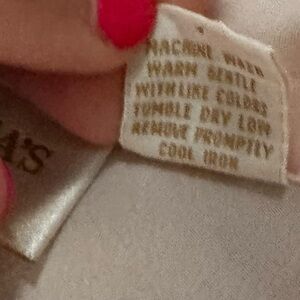 MACHINE WASH
WARM GENTLE
WITH LIKE COLORS
TUMBLE DRY LOW
REMOVE PROMPTLY
COOL IRON
A'S